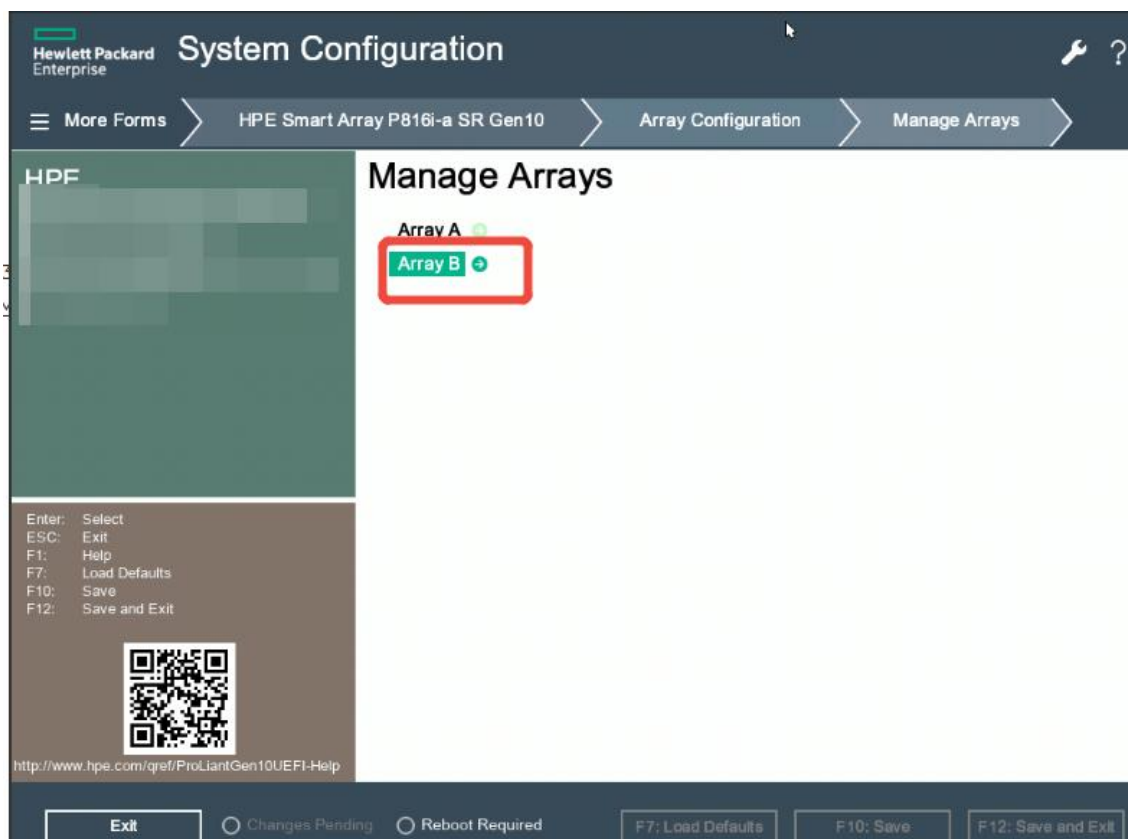 Hewlett Packard
Enterprise
System Configuration
?
More Forms
HPE Smart Array P816i-a SR Gen10
Array Configuration
Manage Arrays
HPE
Manage Arrays
Array A
Array B
Enter: Select
ESC: Exit
F1: Help
F7: Load Defaults
F10: Save
F12: Save and Exit
http://www.hpe.com/qref/ProLiantGen10UEFI-Help
Exit
Changes Pending
Reboot Required
F7: Load Defaults
F10: Save
F12: Save and Exit